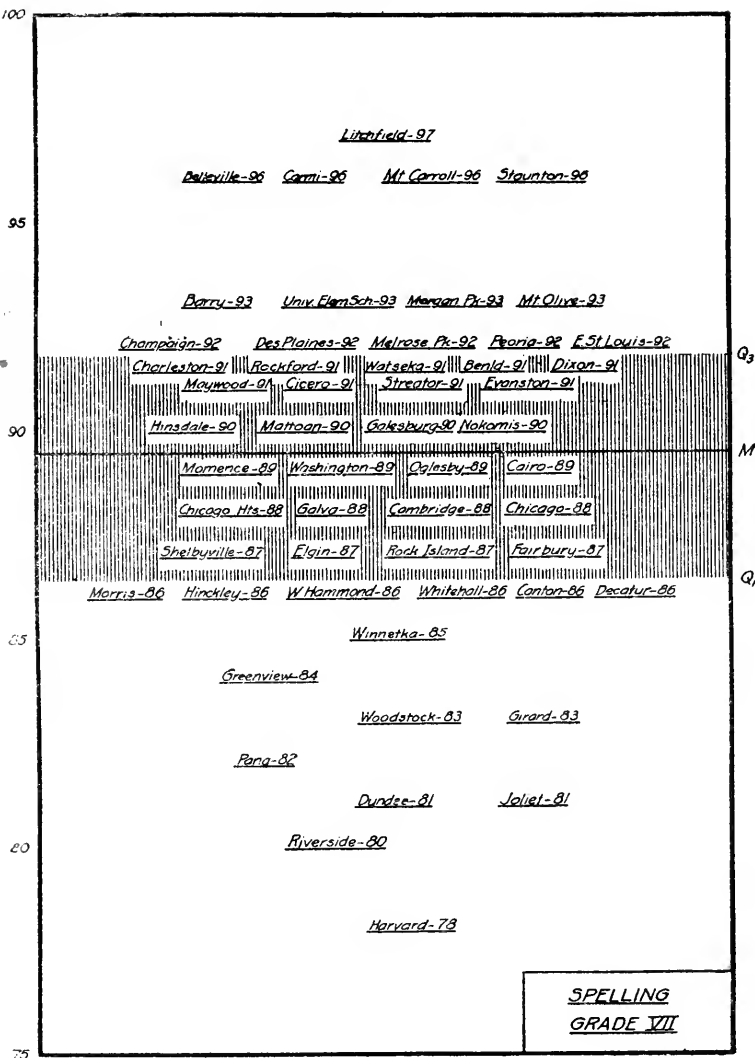 100
Litchfield-97
Belleville-96 Carmi-96 Mt Carroll-96 Staunton-96
95
Barry-93 Univ. Elem Sch-93 Morgan Pk-93 Mt Olive-93
Champaign-92 Des Plaines-92 Melrose Pk-92 Peoria-92 E. St Louis-92
Q3
Charleston-91 Rockford-91 Watseka-91 Benld-91 Dixon-91
Maywood-91 Cicero-91 Streator-91 Evanston-91
90
Hinsdale-90 Mattoan-90 Galesburg-90 Nokomis-90
M
Momence-89 Washington-89 Oglesby-89 Cairo-89
Chicago Hts-88 Galva-88 Cambridge-88 Chicago-88
Shelbyville-87 Elgin-87 Rock Island-87 Fairbury-87
Q1
Morris-86 Hinckley-86 W Hammond-86 Whitehall-86 Canton-86 Decatur-86
85
Winnetka-85
Greenview-84
Woodstock-83 Girard-83
Pana-82
Dundee-81 Joliet-81
80
Riverside-80
Harvard-78
SPELLING
GRADE VII
75